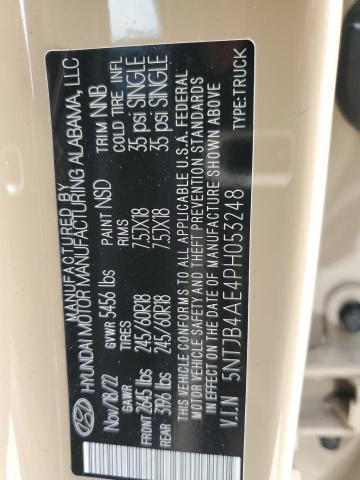 MANUFACTURED BY
HYUNDAI MOTOR MANUFACTURING ALABAMA, LLC
Nov/28/22 GVWR 5456 lbs PAINT NSD TRIM NNB
GAWR TIRES RIMS COLD TIRE INFL
FRONT 2645 lbs 245/60R18 7.5JX18 35 psi SINGLE
REAR 3196 lbs 245/60R18 7.5JX18 35 psi SINGLE
THIS VEHICLE CONFORMS TO ALL APPLICABLE U.S.A. FEDERAL
MOTOR VEHICLE SAFETY AND THEFT PREVENTION STANDARDS
IN EFFECT ON THE DATE OF MANUFACTURE SHOWN ABOVE
V.I.N 5NTJB4AE4PH053248 TYPE:TRUCK